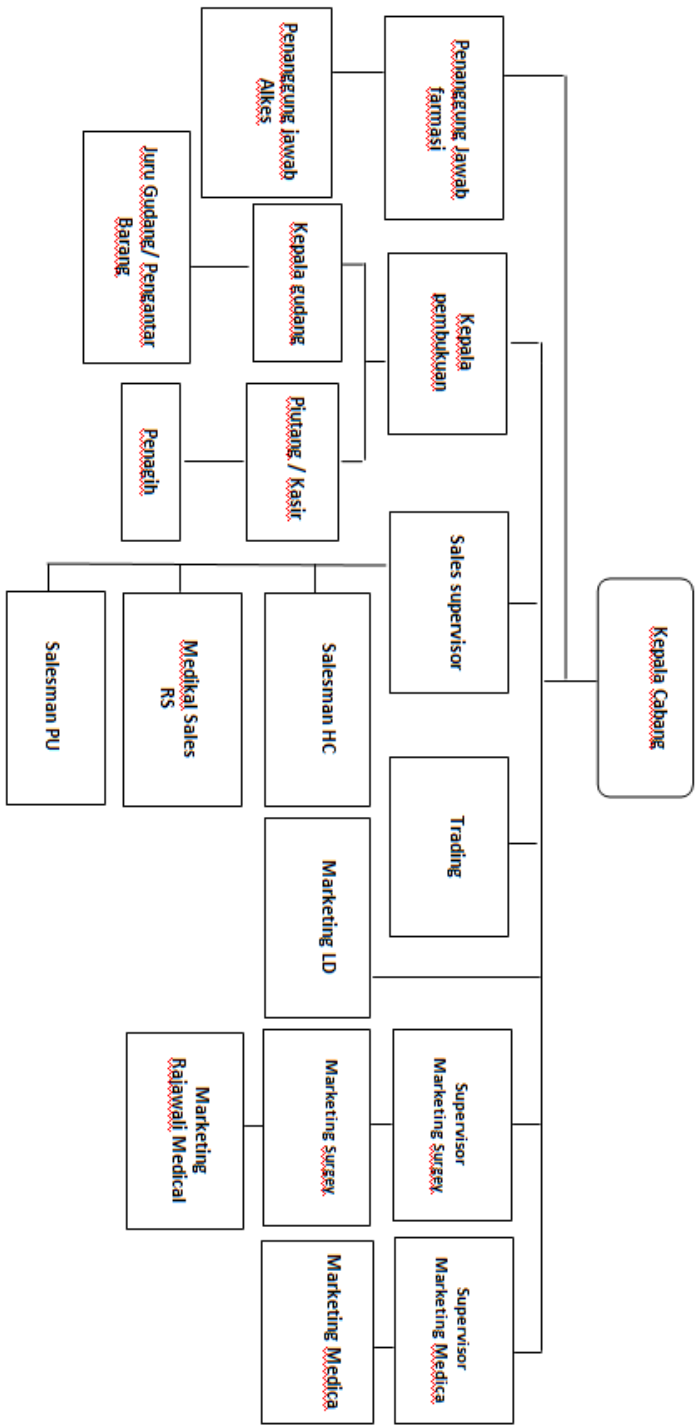 Kepala Cabang
Penanggung Jawab
farmasi
Kepala
pembukuan
Sales supervisor
Trading
Supervisor
Marketing Surgey
Supervisor
Marketing Medica
Penanggung jawab
Alkes
Kepala gudang
Piutang / Kasir
Salesman HC
Marketing LD
Marketing Surgey
Marketing Medica
Juru Gudang/ Pengantar
Barang
Penagih
Medikal Sales
RS
Marketing
Rajawali Medical
Salesman PU